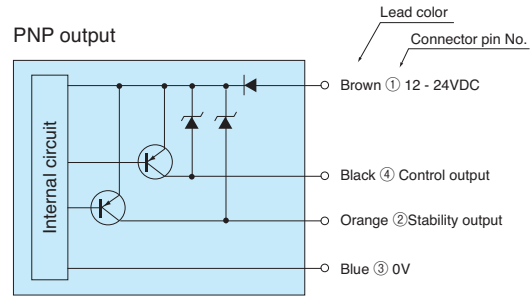 Lead color
Connector pin No.
PNP output
Brown ① 12 - 24VDC
Internal circuit
Black ④ Control output
Orange ②Stability output
Blue ③ 0V